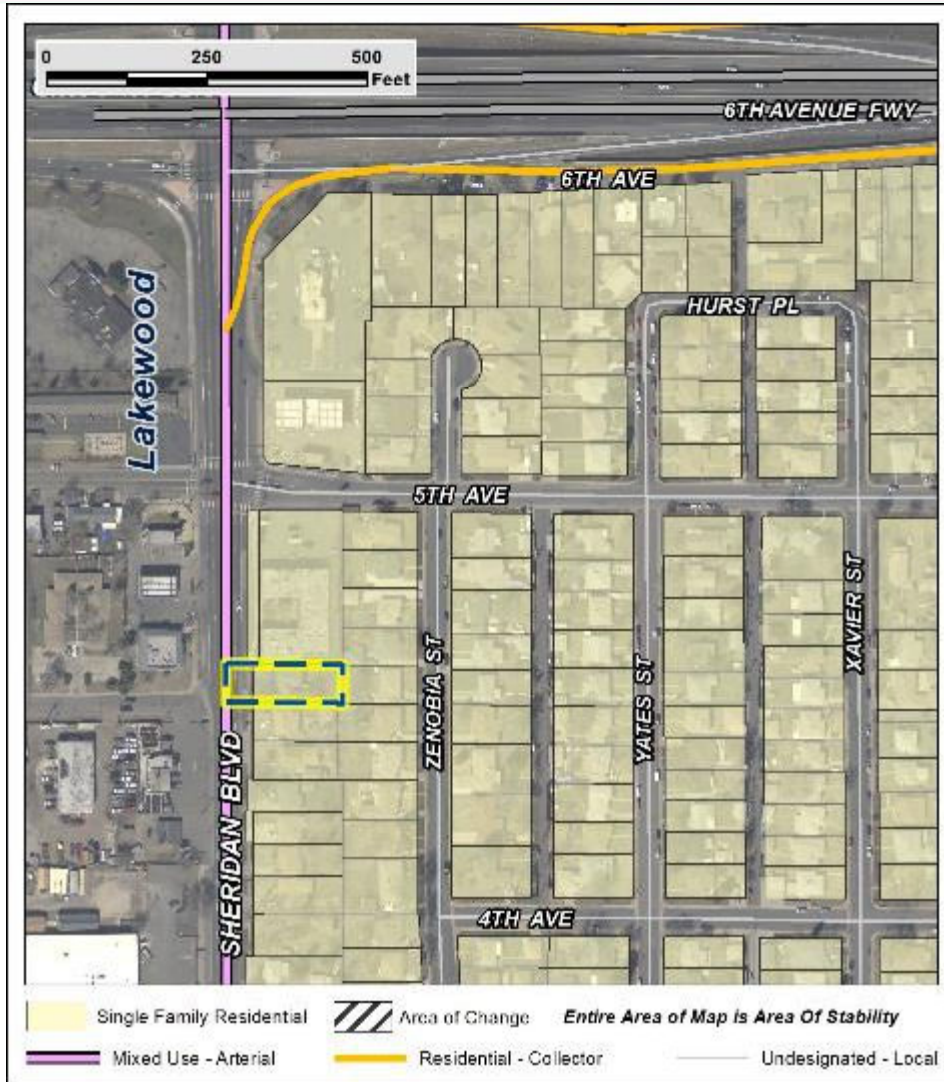 0 250 500
Feet
6TH AVENUE FWY
6TH AVE
HURST PL
Lakewood
5TH AVE
ZENOBIA ST
YATES ST
XAVIER ST
SHERIDAN BLVD
4TH AVE
Single Family Residential
Area of Change
Entire Area of Map is Area Of Stability
Mixed Use - Arterial
Residential - Collector
Undesignated - Local